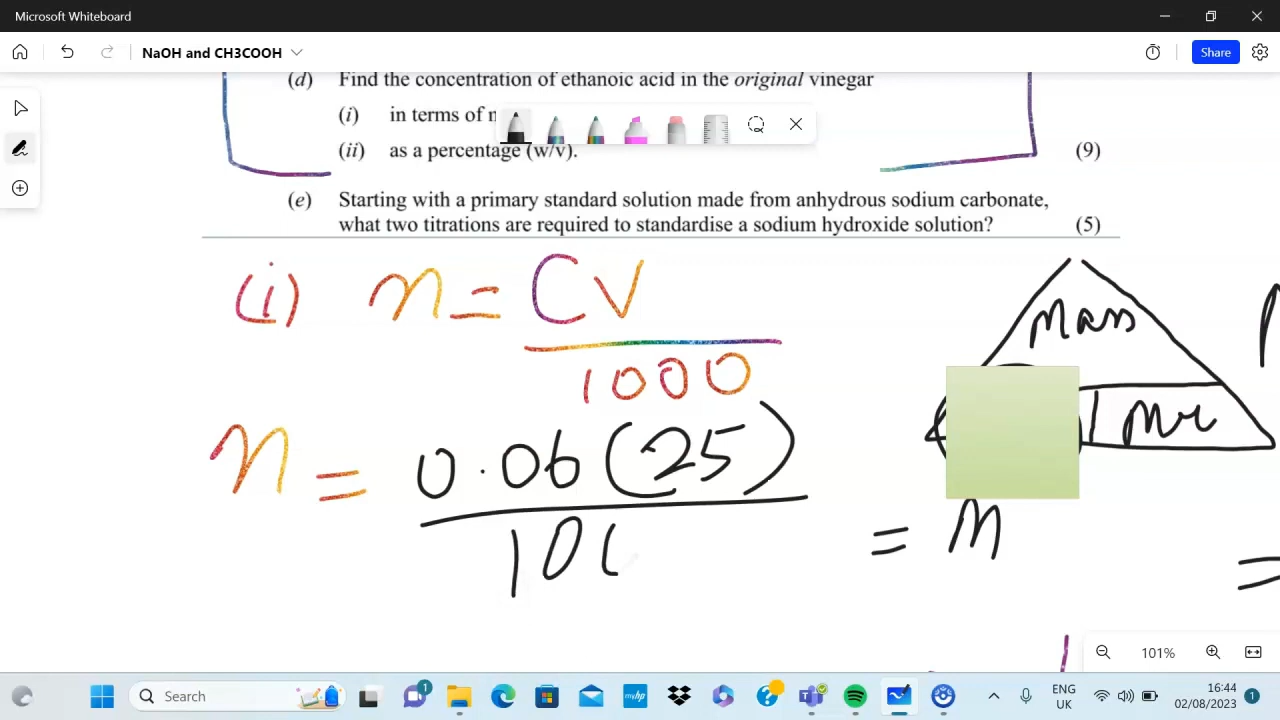 Microsoft Whiteboard
NaOH and CH3COOH
Share
(d) Find the concentration of ethanoic acid in the original vinegar
(i) in terms of
(ii) as a percentage (w/v).
(9)
(e) Starting with a primary standard solution made from anhydrous sodium carbonate,
what two titrations are required to standardise a sodium hydroxide solution?
(5)
(i) n = CV
1000
mass
mr
n = 0.06 (25)
10
= M
=
101%
Search
1
ENG
UK
16:44
02/08/2023
1